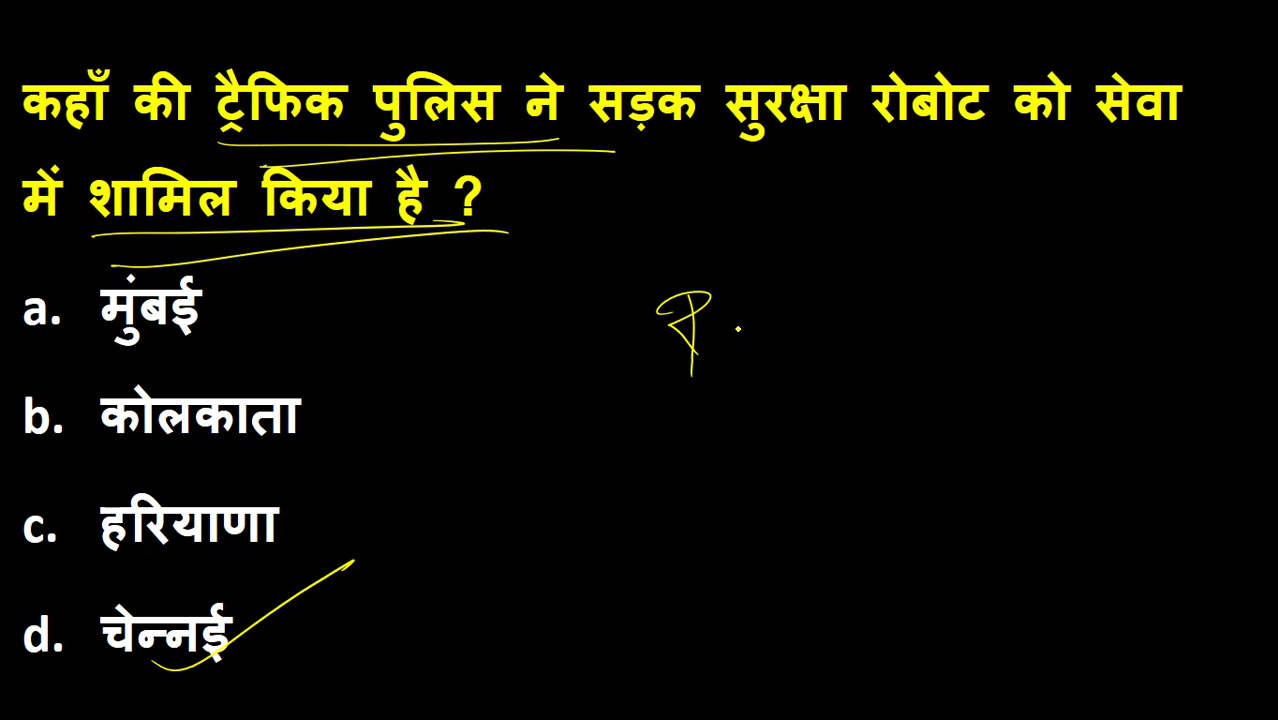 कहाँ की ट्रैफिक पुलिस ने सड़क सुरक्षा रोबोट को सेवा
में शामिल किया है ?
a. मुंबई
b. कोलकाता
c. हरियाणा
d. चेन्नई